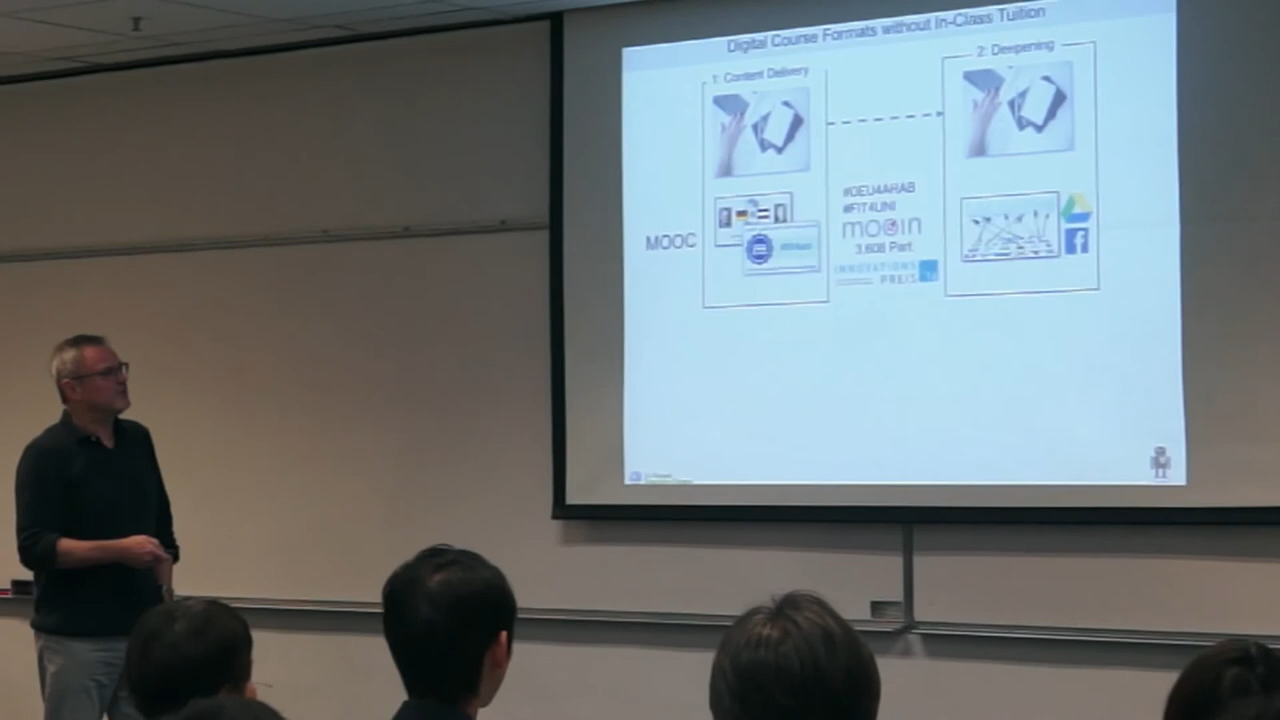 Digital Course Formats without In-Class Tuition
1: Content Delivery
2: Deepening
#DEU4ARAB
#FIT4UNI
mooin
3.608 Part.
MOOC
INNOVATIONS
PREIS
f